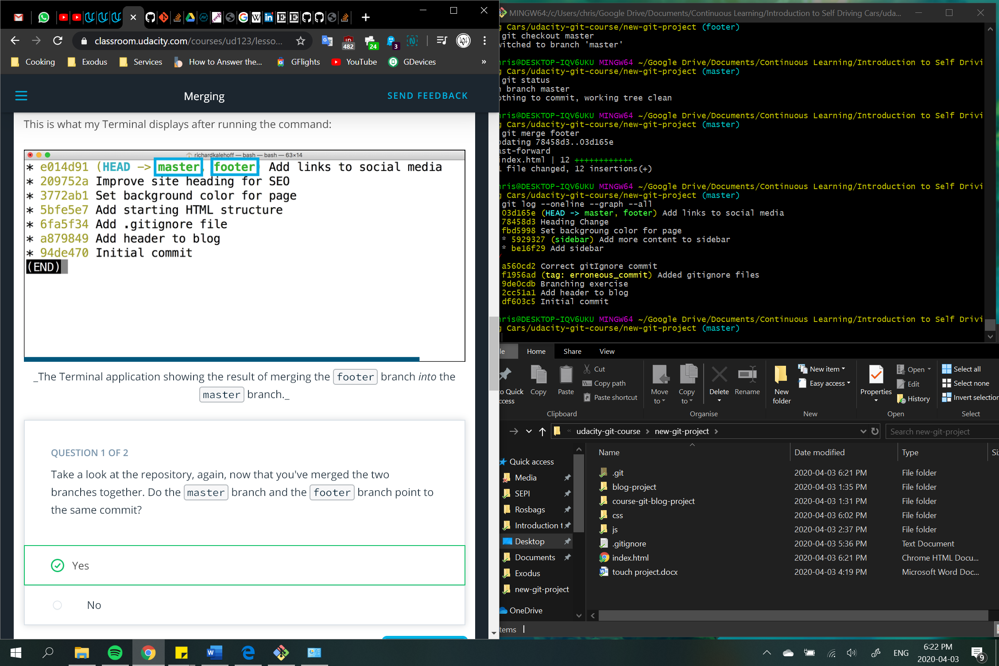 482
24
3
classroom.udacity.com/courses/ud123/lesso...
Cooking
Exodus
Services
How to Answer the...
GFlights
YouTube
GDevices
»
Merging
SEND FEEDBACK
This is what my Terminal displays after running the command:
richardkalehoff — bash — bash — 63×14
* e014d91 (HEAD -> master, footer) Add links to social media
* 209752a Improve site heading for SEO
* 3772ab1 Set background color for page
* 5bfe5e7 Add starting HTML structure
* 6fa5f34 Add .gitignore file
* a879849 Add header to blog
* 94de470 Initial commit
(END)
_The Terminal application showing the result of merging the footer branch into the
master branch._
QUESTION 1 OF 2
Take a look at the repository, again, now that you've merged the two
branches together. Do the master branch and the footer branch point to
the same commit?
Yes
No
MINGW64:/c/Users/chris/Google Drive/Documents/Continuous Learning/Introduction to Self Driving Cars/uda...
g Cars/udacity-git-course/new-git-project (footer)
git checkout master
witched to branch 'master'
hris@DESKTOP-IQV6UKU MINGW64 ~/Google Drive/Documents/Continuous Learning/Introduction to Self Drivi
g Cars/udacity-git-course/new-git-project (master)
git status
n branch master
othing to commit, working tree clean
hris@DESKTOP-IQV6UKU MINGW64 ~/Google Drive/Documents/Continuous Learning/Introduction to Self Drivi
g Cars/udacity-git-course/new-git-project (master)
git merge footer
pdating 78458d3..03d165e
ast-forward
index.html | 12 ++++++++++++
1 file changed, 12 insertions(+)
hris@DESKTOP-IQV6UKU MINGW64 ~/Google Drive/Documents/Continuous Learning/Introduction to Self Drivi
g Cars/udacity-git-course/new-git-project (master)
git log --oneline --graph --all
03d165e (HEAD -> master, footer) Add links to social media
78458d3 Heading Change
fbd5998 Set backgroung color for page
* 5929327 (sidebar) Add more content to sidebar
* be16f29 Add sidebar
/
a560cd2 Correct gitIgnore commit
f1956ad (tag: erroneous_commit) Added gitignore files
9de0cdb Branching exercise
2cc51a1 Add header to blog
df603c5 Initial commit
hris@DESKTOP-IQV6UKU MINGW64 ~/Google Drive/Documents/Continuous Learning/Introduction to Self Drivi
g Cars/udacity-git-course/new-git-project (master)
le
Home
Share
View
to Quick
ccess
Copy
Paste
Cut
Copy path
Paste shortcut
Clipboard
Move
to
Copy
to
Delete
Rename
Organise
New
folder
New item
Easy access
New
Properties
Open
Edit
History
Open
Select all
Select none
Invert selection
Select
« udacity-git-course > new-git-project >
Search new-git-project
Name
Date modified
Type
Si
Quick access
Media
SEPI
Rosbags
Introduction t
Desktop
Documents
Exodus
new-git-project
OneDrive
.git 2020-04-03 6:21 PM File folder
blog-project 2020-04-03 1:35 PM File folder
course-git-blog-project 2020-04-03 1:31 PM File folder
css 2020-04-03 6:02 PM File folder
js 2020-04-03 2:37 PM File folder
.gitignore 2020-04-03 5:36 PM Text Document
index.html 2020-04-03 6:21 PM Chrome HTML Docu...
touch project.docx 2020-04-03 4:19 PM Microsoft Word Doc...
tems
ENG
6:22 PM
2020-04-03
9